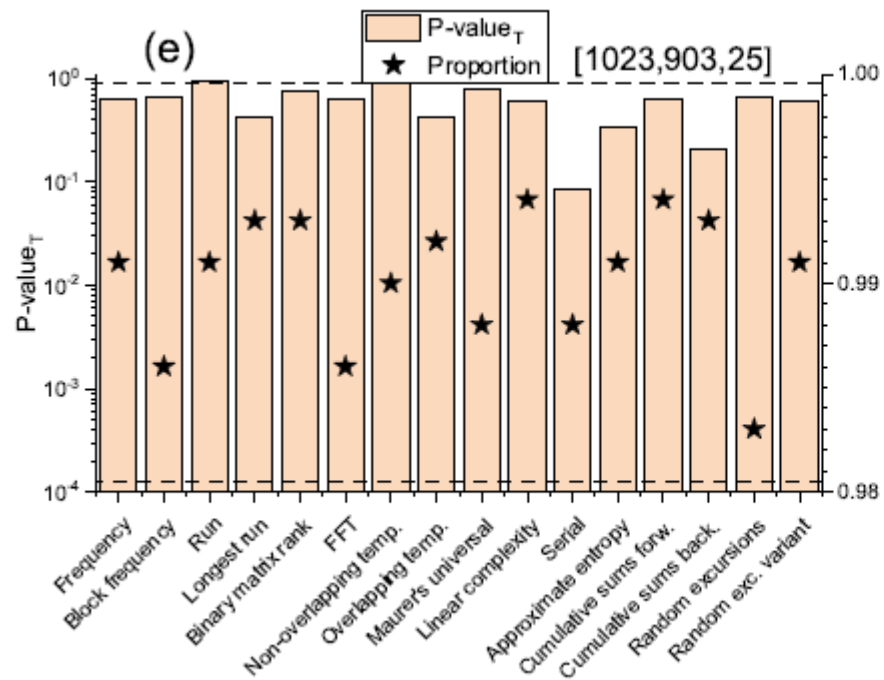 (e)
P-value_T
Proportion
[1023,903,25]
10^0
10^-1
10^-2
10^-3
10^-4
P-value_T
1.00
0.99
0.98
Frequency
Block frequency
Run
Longest run
Binary matrix rank
FFT
Non-overlapping temp.
Overlapping temp.
Maurer's universal
Linear complexity
Serial
Approximate entropy
Cumulative sums forw.
Cumulative sums back.
Random excursions
Random exc. variant